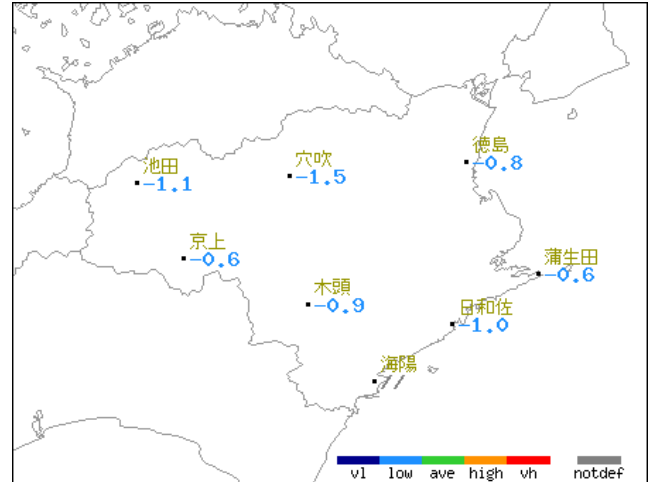 徳島
-0.8
穴吹
-1.5
池田
-1.1
京上
-0.6
蒲生田
-0.6
木頭
-0.9
日和佐
-1.0
海陽
vl low ave high vh notdef